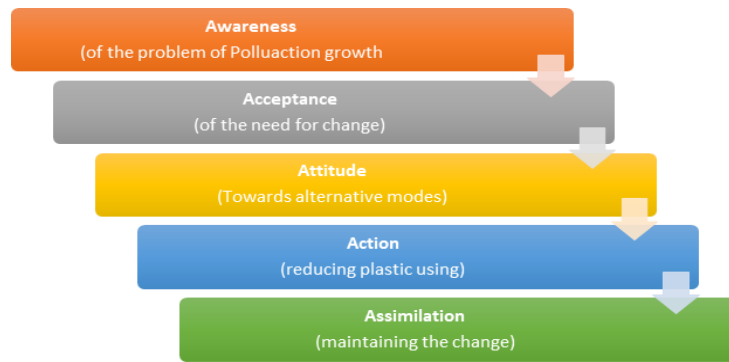 Awareness
(of the problem of Polluaction growth
Acceptance
(of the need for change)
Attitude
(Towards alternative modes)
Action
(reducing plastic using)
Assimilation
(maintaining the change)